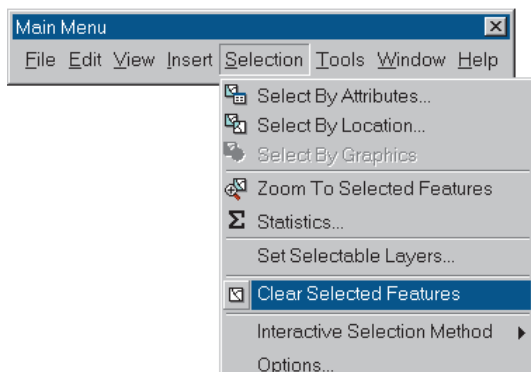 Main Menu
File Edit View Insert Selection Tools Window Help
Select By Attributes...
Select By Location...
Select By Graphics
Zoom To Selected Features
Σ Statistics...
Set Selectable Layers...
Clear Selected Features
Interactive Selection Method
Options...